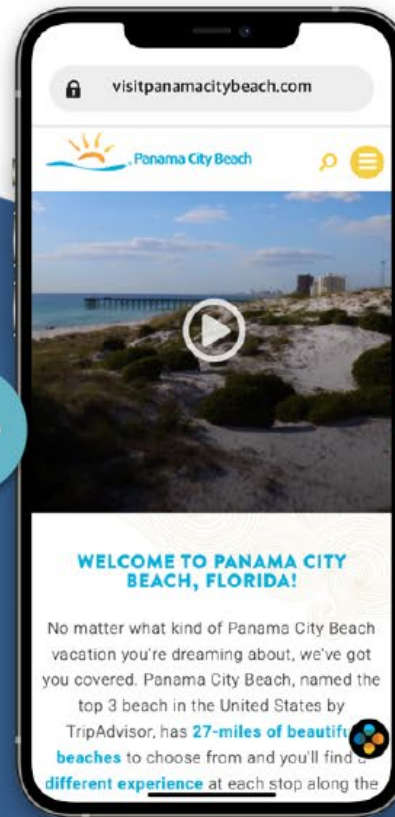 visitpanamacitybeach.com
Panama City Beach
WELCOME TO PANAMA CITY
BEACH, FLORIDA!
No matter what kind of Panama City Beach
vacation you're dreaming about, we've got
you covered. Panama City Beach, named the
top 3 beach in the United States by
TripAdvisor, has 27-miles of
beaches to choose from and you'll find
different experience at each stop along the